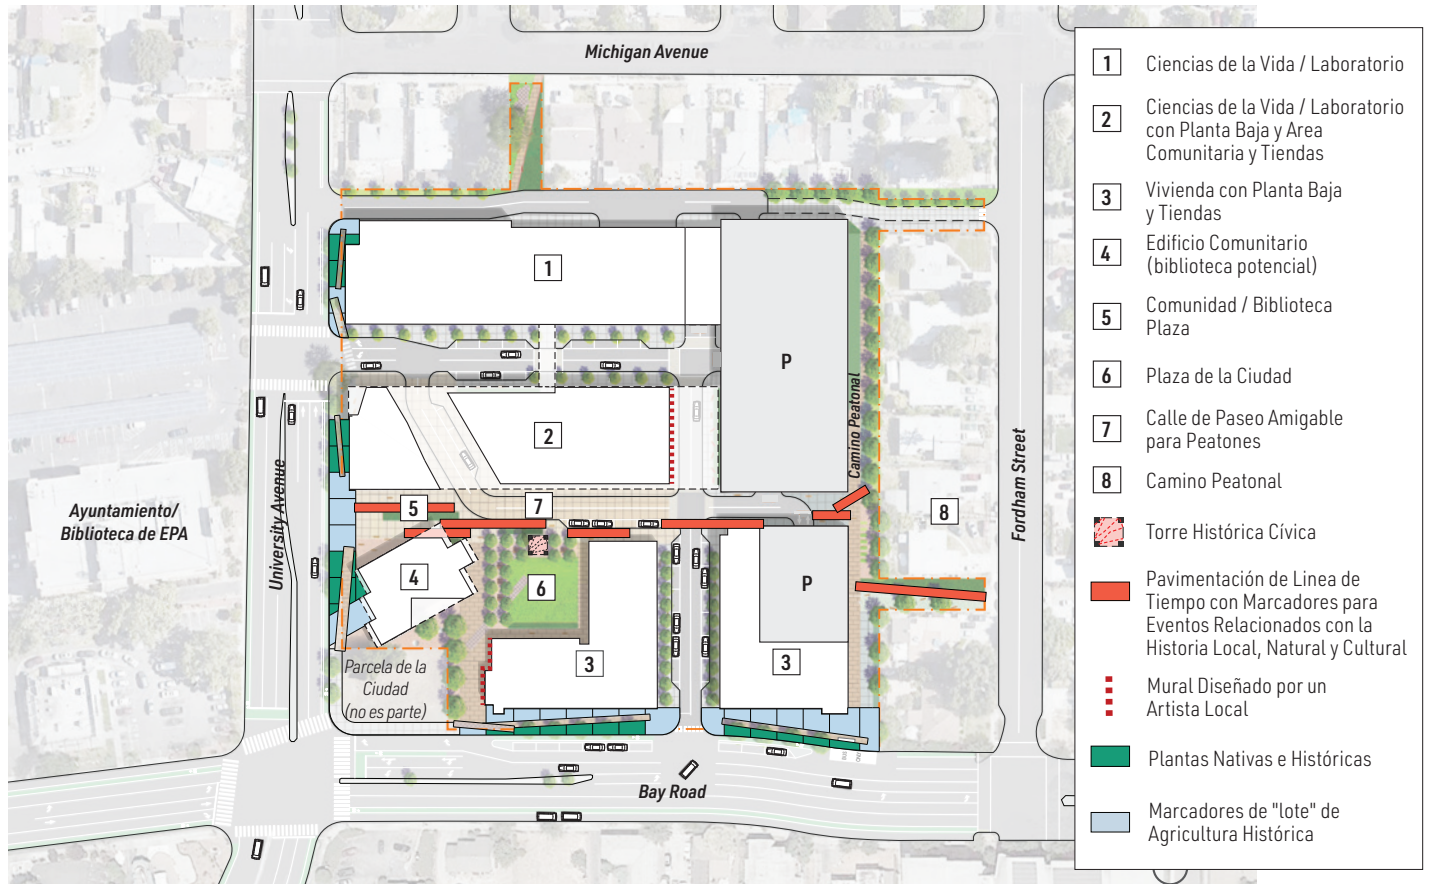 Michigan Avenue
1
P
Camino Peatonal
2
University Avenue
Fordham Street
Ayuntamiento/
Biblioteca de EPA
5
7
8
4
6
P
3
3
Parcela de la
Ciudad
(no es parte)
Bay Road
1 Ciencias de la Vida / Laboratorio
2 Ciencias de la Vida / Laboratorio
con Planta Baja y Area
Comunitaria y Tiendas
3 Vivienda con Planta Baja
y Tiendas
4 Edificio Comunitario
(biblioteca potencial)
5 Comunidad / Biblioteca
Plaza
6 Plaza de la Ciudad
7 Calle de Paseo Amigable
para Peatones
8 Camino Peatonal
Torre Histórica Cívica
Pavimentación de Linea de
Tiempo con Marcadores para
Eventos Relacionados con la
Historia Local, Natural y Cultural
Mural Diseñado por un
Artista Local
Plantas Nativas e Históricas
Marcadores de "lote" de
Agricultura Histórica